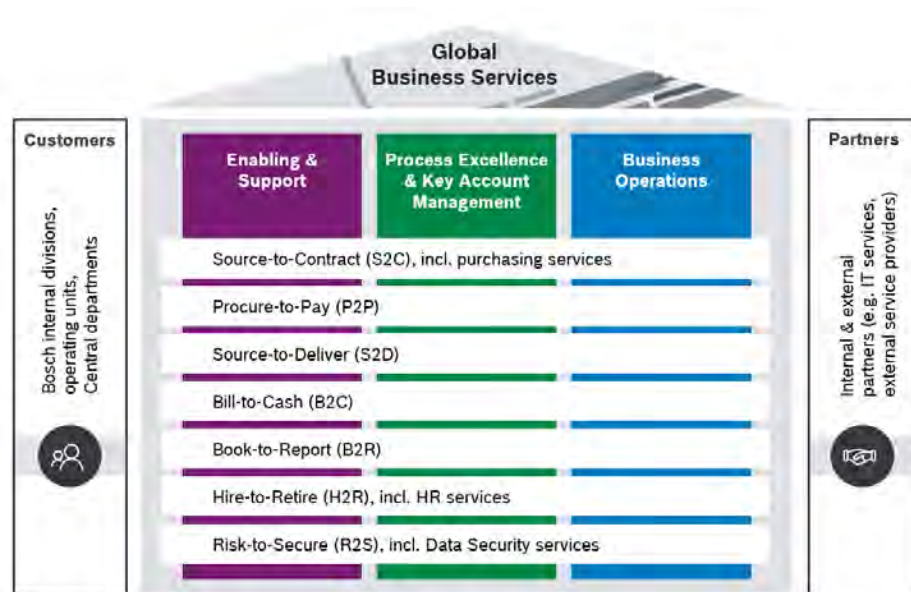 Global
Business Services
Customers
Bosch internal divisions,
operating units,
Central departments
Enabling &
Support
Process Excellence
& Key Account
Management
Business
Operations
Source-to-Contract (S2C), incl. purchasing services
Procure-to-Pay (P2P)
Source-to-Deliver (S2D)
Bill-to-Cash (B2C)
Book-to-Report (B2R)
Hire-to-Retire (H2R), incl. HR services
Risk-to-Secure (R2S), incl. Data Security services
Partners
Internal & external
partners (e.g. IT services,
external service providers)